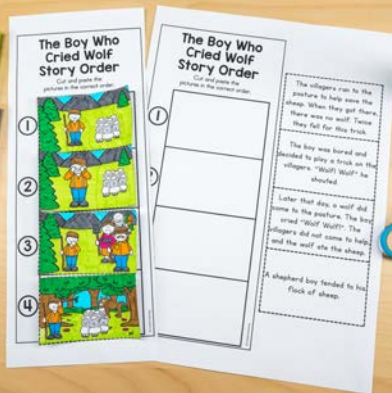 The Boy Who
Cried Wolf
Story Order
Cut and paste the
pictures in the correct order.
1
2
3
4
The Boy Who
Cried Wolf
Story Order
Cut and paste the
pictures in the correct order.
1
The villagers ran to the
pasture to help save the
sheep. When they got there,
there was no wolf. Twice
they fell for this trick.
The boy was bored and
decided to play a trick on the
villagers. "Wolf! Wolf!" he
shouted.
Later that day, a wolf did
come to the pasture. The boy
cried "Wolf! Wolf!". The
villagers did not come to help,
and the wolf ate the sheep.
A shepherd boy tended to his
flock of sheep.